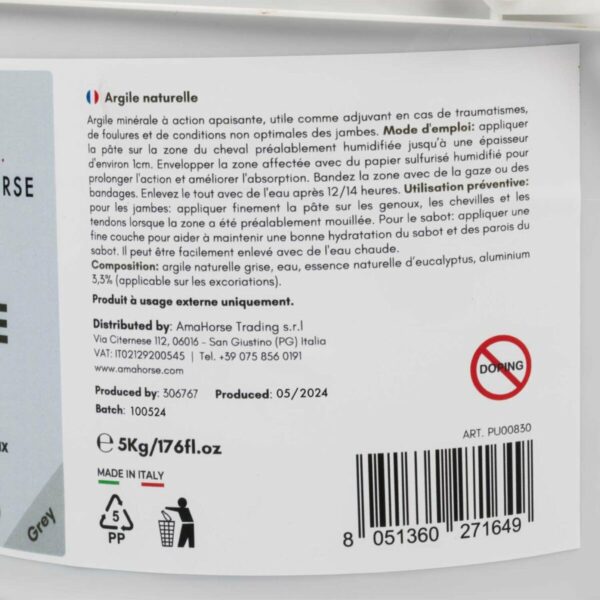 Argile naturelle
Argile minérale à action apaisante, utile comme adjuvant en cas de traumatismes,
de foulures et de conditions non optimales des jambes. Mode d'emploi: appliquer
la pâte sur la zone du cheval préalablement humidifiée jusqu'à une épaisseur
d'environ 1cm. Envelopper la zone affectée avec du papier sulfurisé humidifié pour
prolonger l'action et améliorer l'absorption. Bandez la zone avec de la gaze ou des
bandages. Enlevez le tout avec de l'eau après 12/14 heures. Utilisation préventive:
pour les jambes: appliquer finement la pâte sur les genoux, les chevilles et les
tendons lorsque la zone a été préalablement mouillée. Pour le sabot: appliquer une
fine couche pour aider à maintenir une bonne hydratation du sabot et des parois du
sabot. Il peut être facilement enlevé avec de l'eau chaude.
Composition: argile naturelle grise, eau, essence naturelle d'eucalyptus, aluminium
3,3% (applicable sur les excoriations).
Produit à usage externe uniquement.
Distributed by: AmaHorse Trading s.r.l
Via Citernese 112, 06016 - San Giustino (PG) Italia
VAT: IT02129200545 | Tel. +39 075 856 0191
www.amahorse.com
Produced by: 306767 Produced: 05/2024
Batch: 100524
℮ 5Kg/176fl.oz
MADE IN ITALY
5
PP
DOPING
ART. PU00830
8 051360 271649
RSE
E
ux
Grey